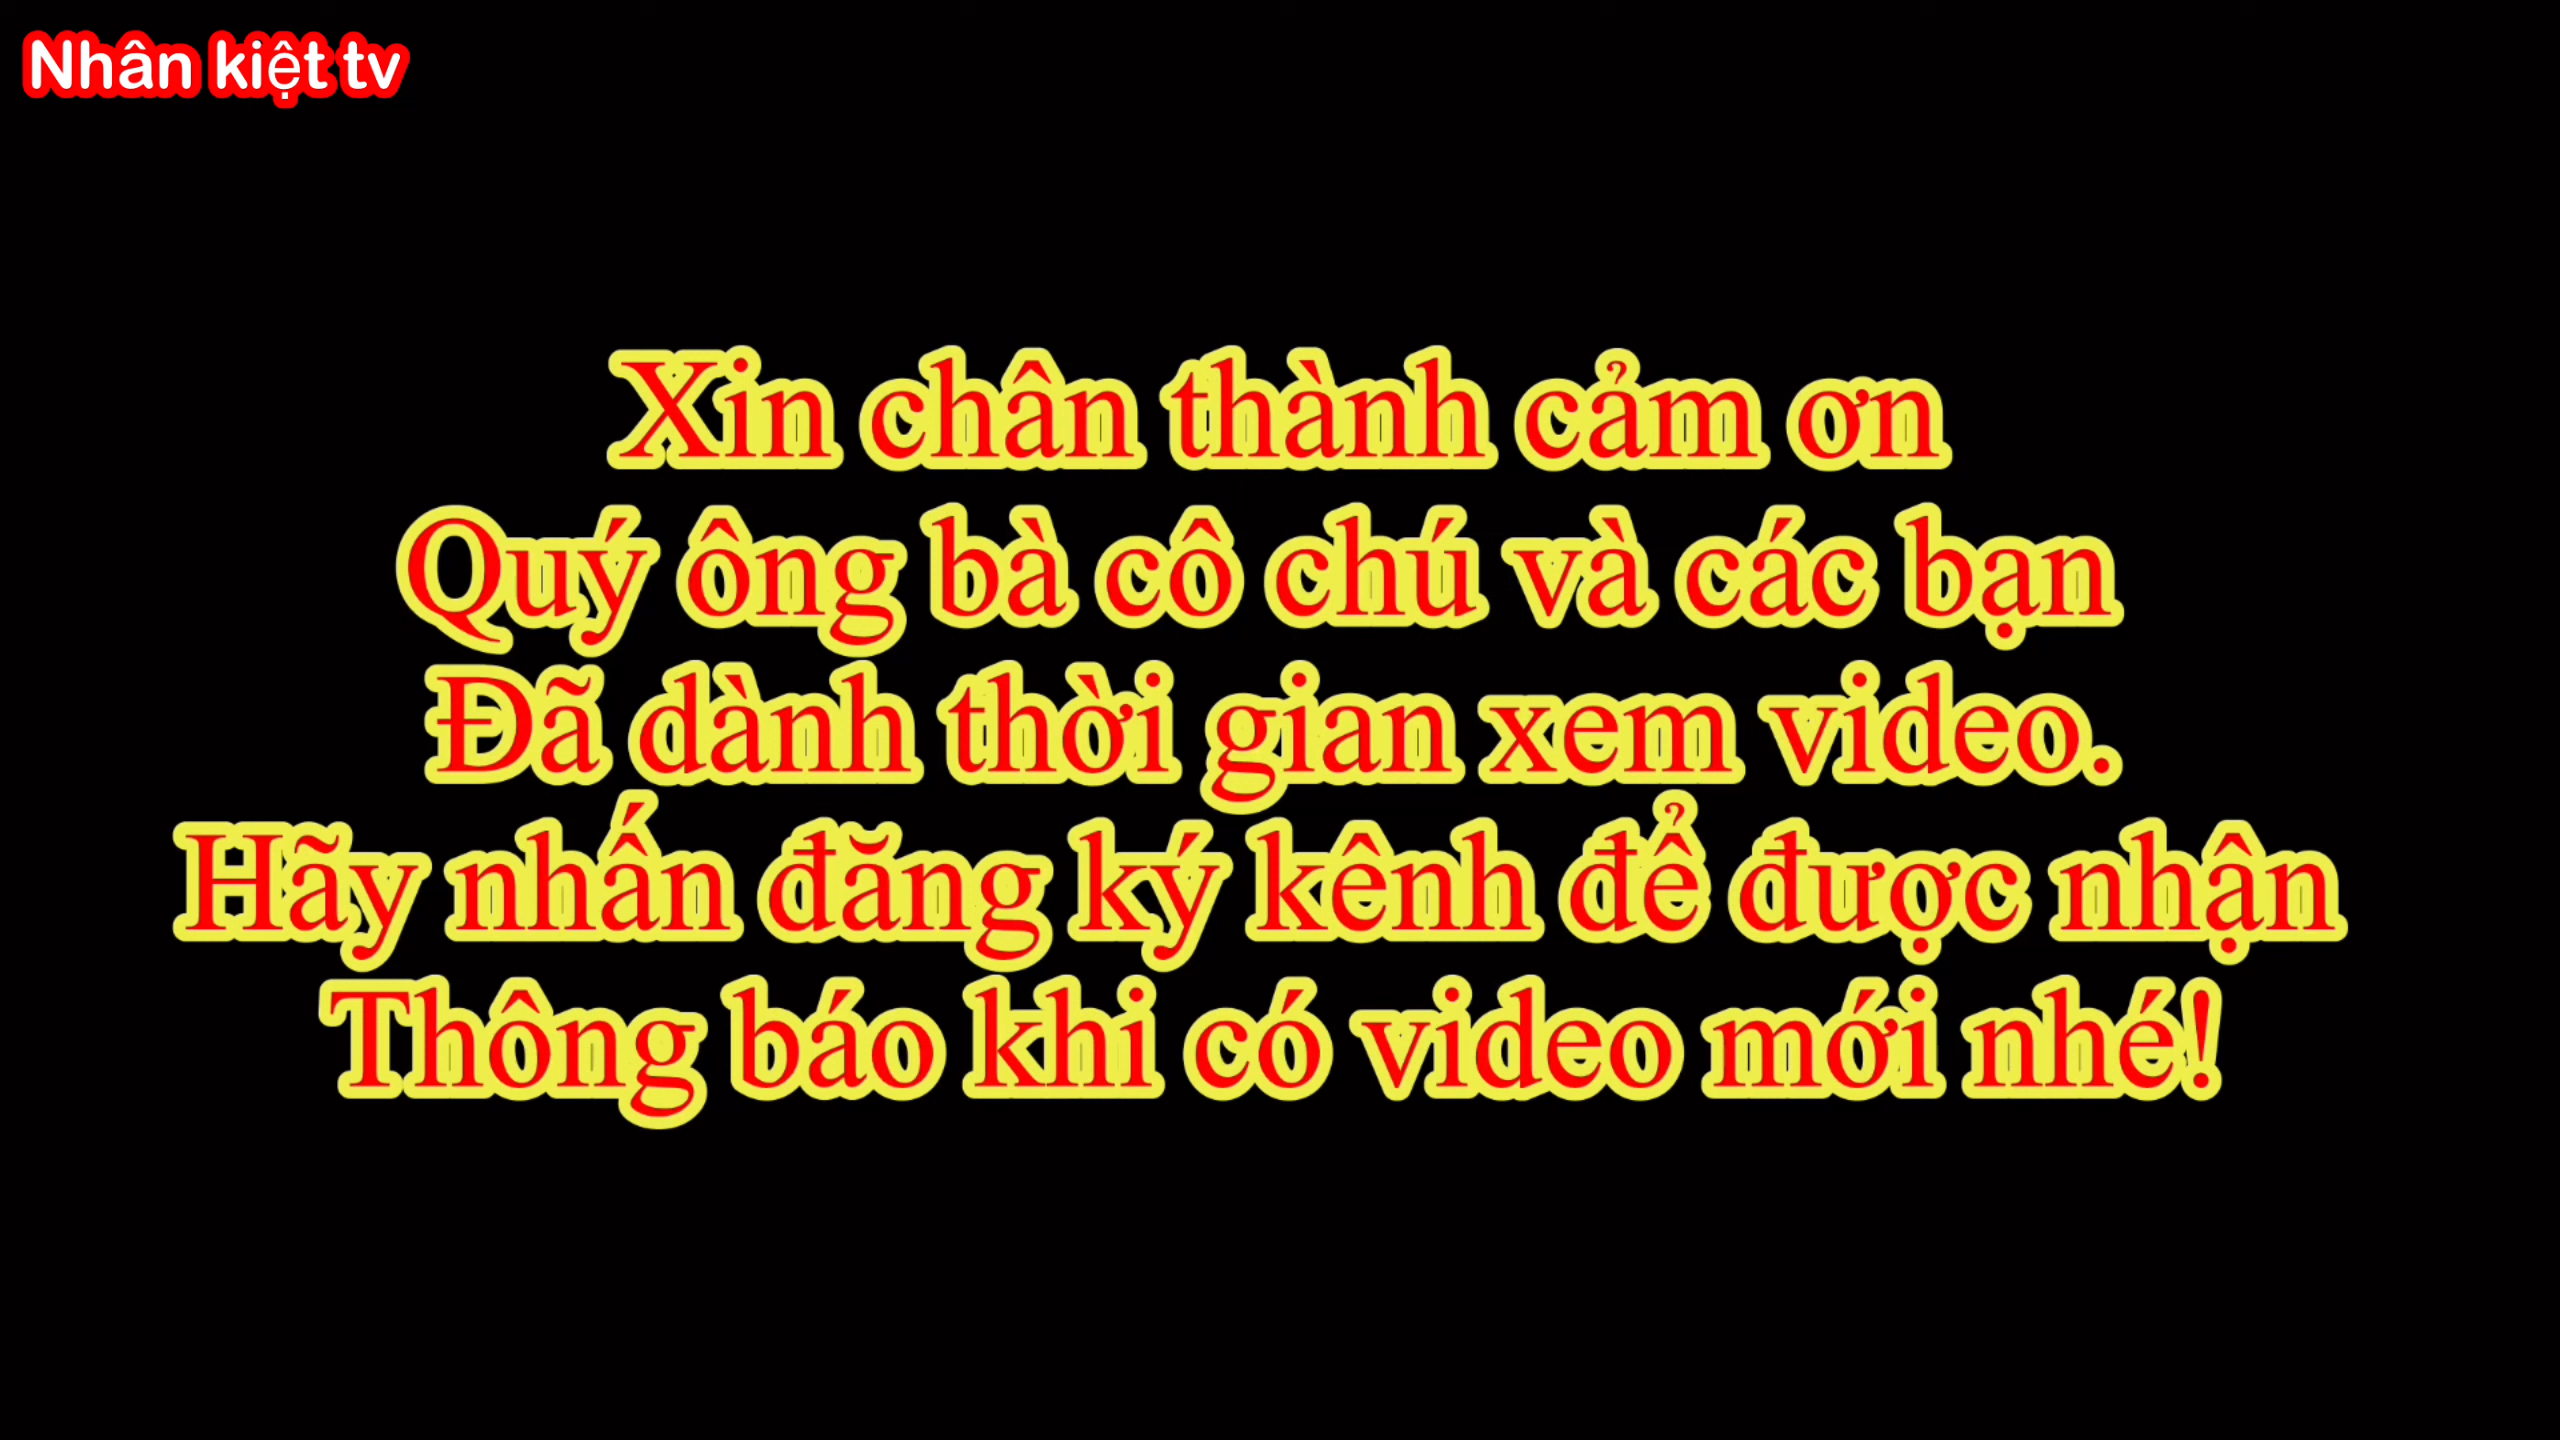 Nhân kiệt tv
Xin chân thành cảm ơn
Quý ông bà cô chú và các bạn
Đã dành thời gian xem video.
Hãy nhấn đăng ký kênh để được nhận
Thông báo khi có video mới nhé!